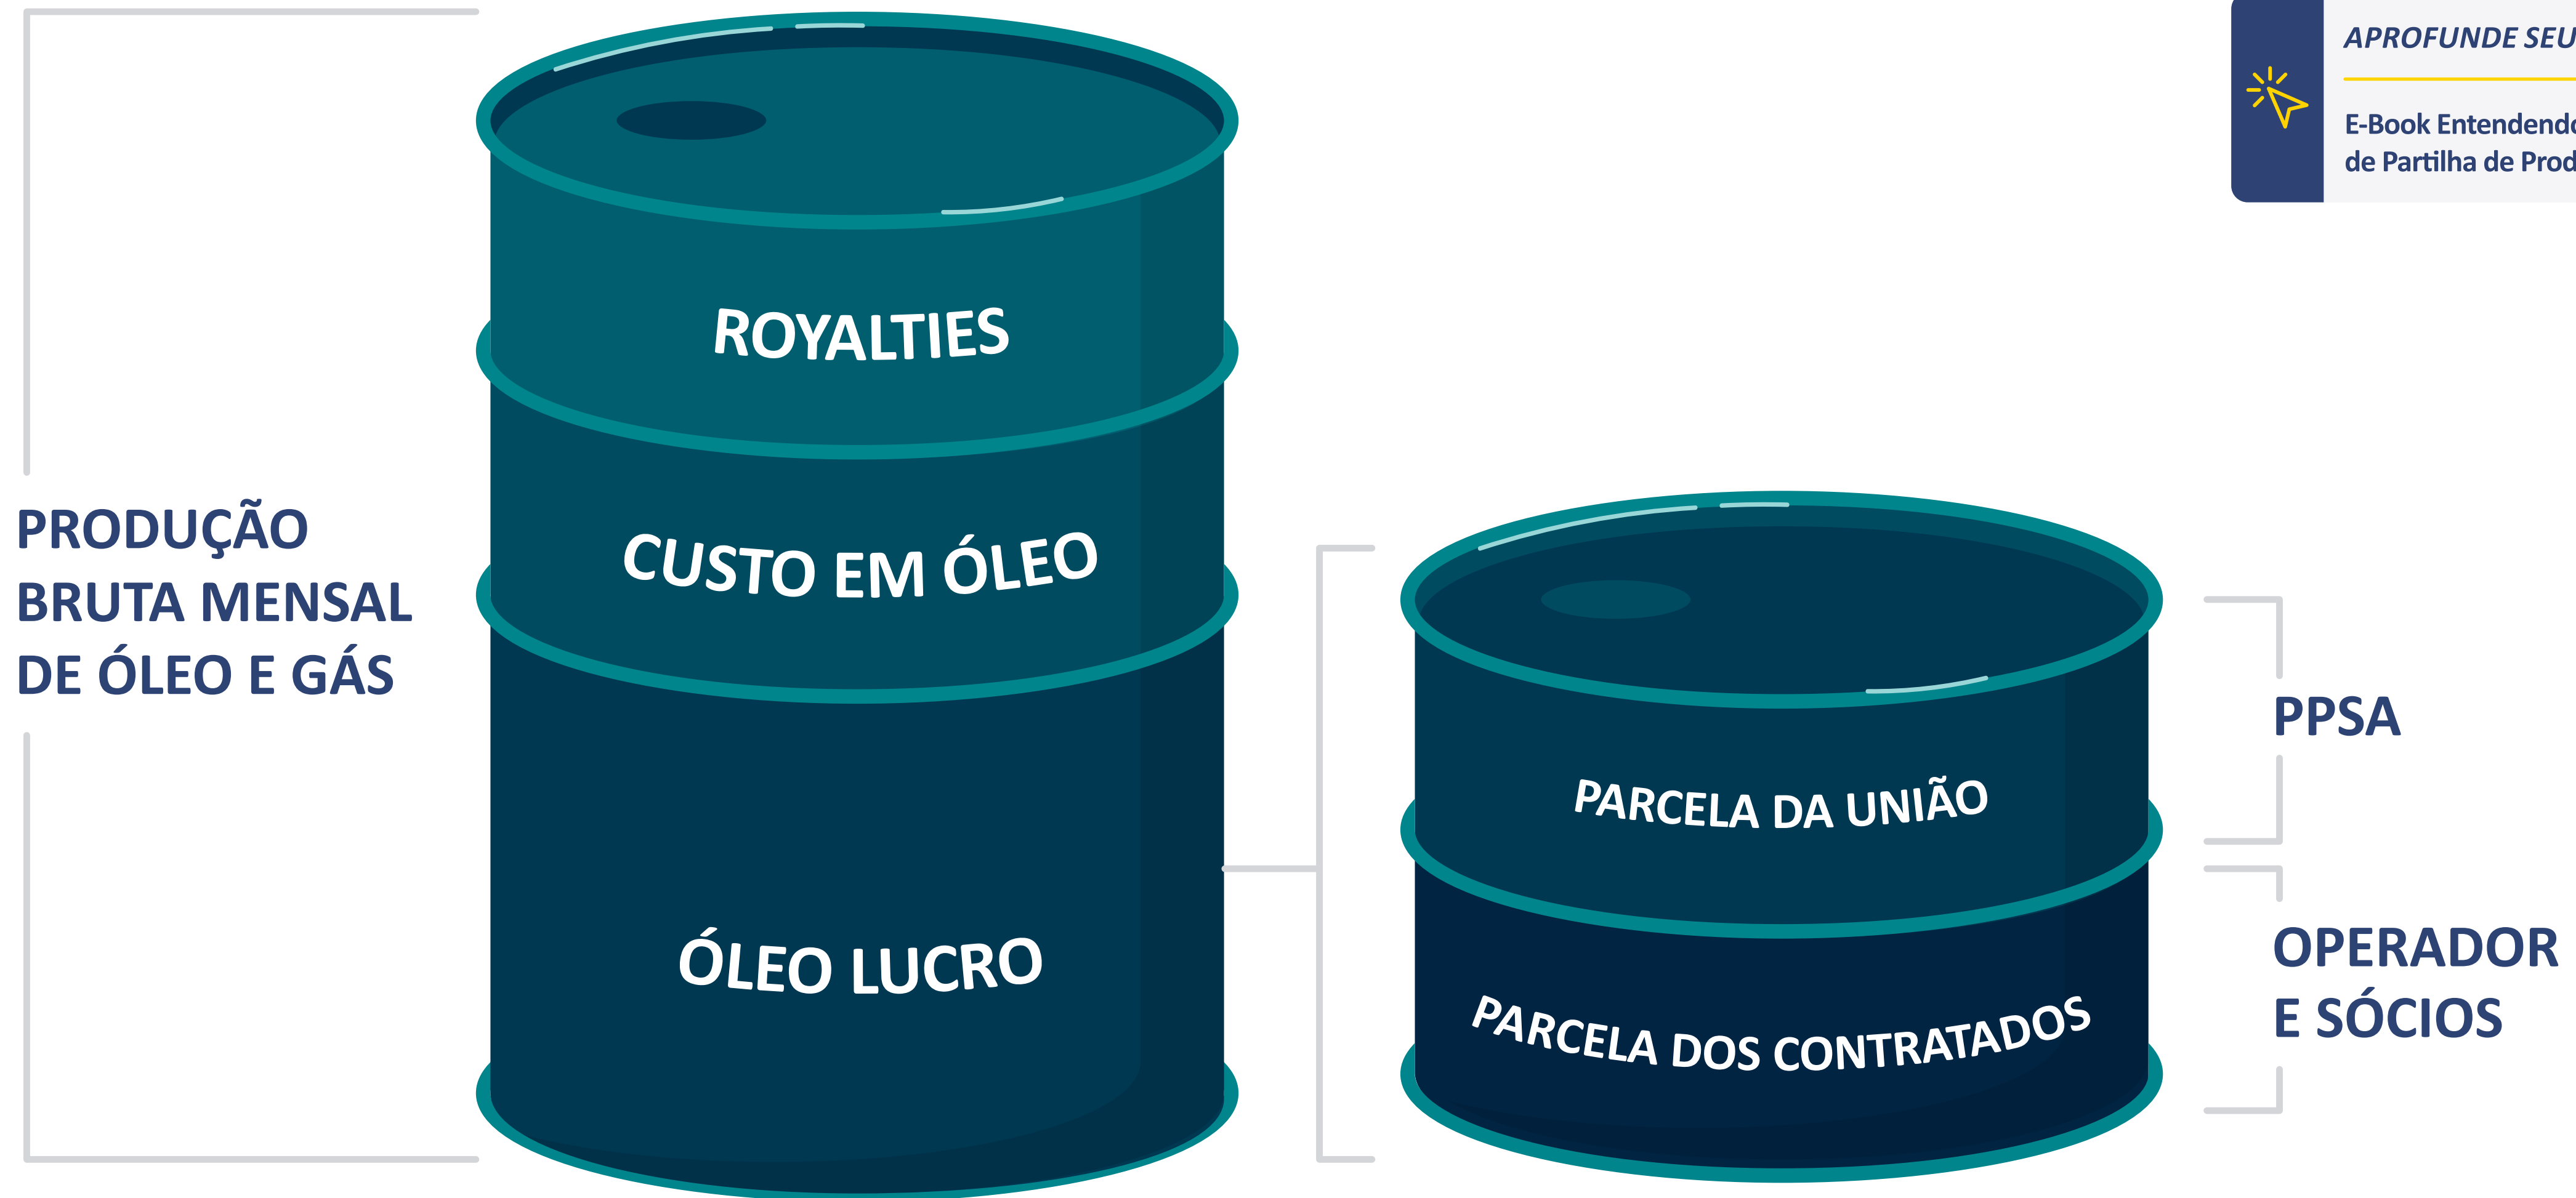 APROFUNDE SEU
E-Book Entendendo
de Partilha de Prod
ROYALTIES
CUSTO EM ÓLEO
ÓLEO LUCRO
PRODUÇÃO
BRUTA MENSAL
DE ÓLEO E GÁS
PARCELA DA UNIÃO
PARCELA DOS CONTRATADOS
PPSA
OPERADOR
E SÓCIOS